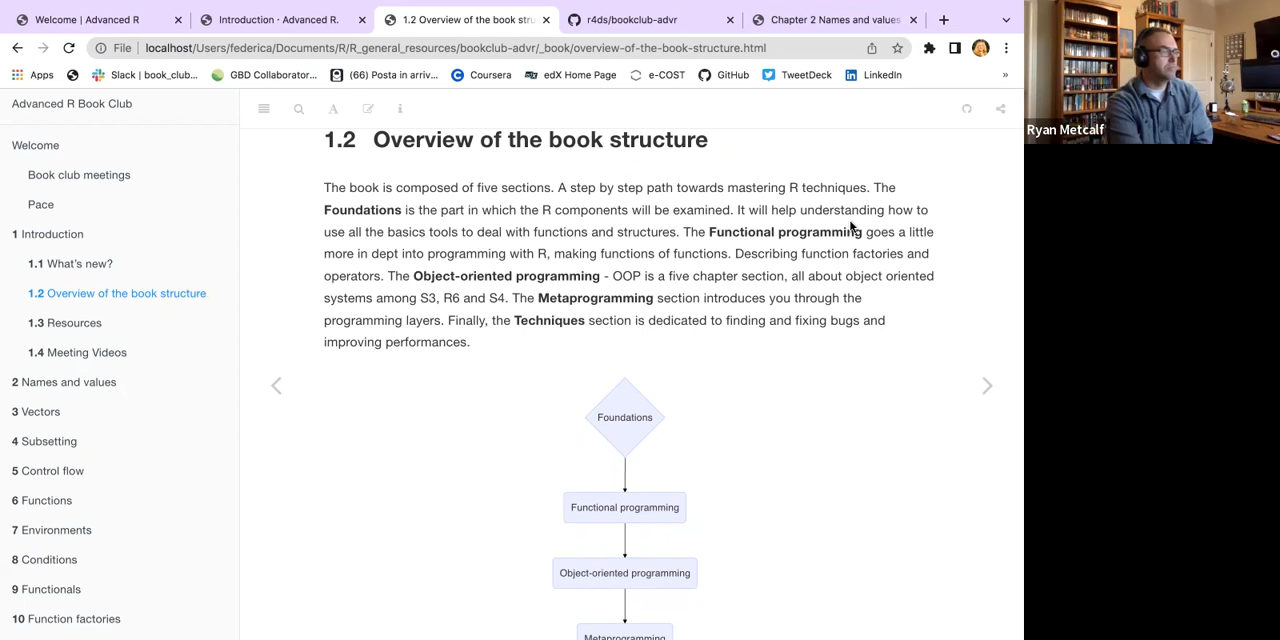 Welcome | Advanced R
Introduction · Advanced R.
1.2 Overview of the book stru
r4ds/bookclub-advr
Chapter 2 Names and values
File
localhost/Users/federica/Documents/R/R_general_resources/bookclub-advr/_book/overview-of-the-book-structure.html
Apps
Slack | book_club...
GBD Collaborator...
(66) Posta in arriv...
Coursera
edX Home Page
e-COST
GitHub
TweetDeck
LinkedIn
»
Ryan Metcalf
Advanced R Book Club
Welcome
Book club meetings
Pace
1 Introduction
1.1 What's new?
1.2 Overview of the book structure
1.3 Resources
1.4 Meeting Videos
2 Names and values
3 Vectors
4 Subsetting
5 Control flow
6 Functions
7 Environments
8 Conditions
9 Functionals
10 Function factories
1.2 Overview of the book structure
The book is composed of five sections. A step by step path towards mastering R techniques. The
Foundations is the part in which the R components will be examined. It will help understanding how to
use all the basics tools to deal with functions and structures. The Functional programming goes a little
more in dept into programming with R, making functions of functions. Describing function factories and
operators. The Object-oriented programming - OOP is a five chapter section, all about object oriented
systems among S3, R6 and S4. The Metaprogramming section introduces you through the
programming layers. Finally, the Techniques section is dedicated to finding and fixing bugs and
improving performances.
Foundations
Functional programming
Object-oriented programming
Metaprogramming